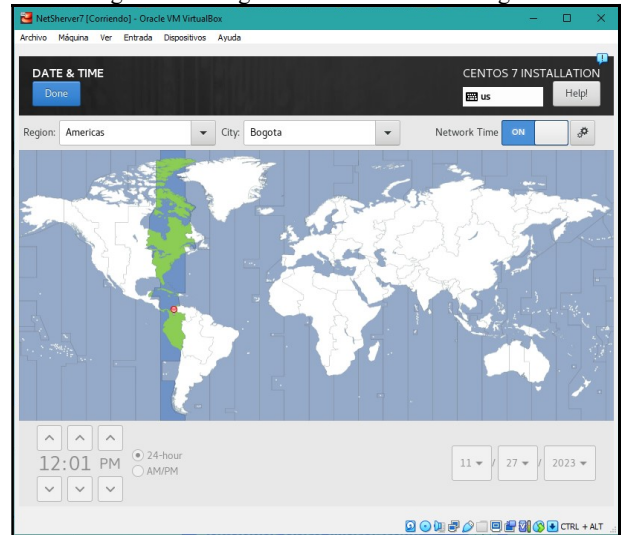 NetSherver7 [Corriendo] - Oracle VM VirtualBox
Archivo Máquina Ver Entrada Dispositivos Ayuda
DATE & TIME
CENTOS 7 INSTALLATION
Done
us
Help!
Region: Americas City: Bogota Network Time ON
12:01 PM
24-hour
AM/PM
11 / 27 / 2023
CTRL + ALT